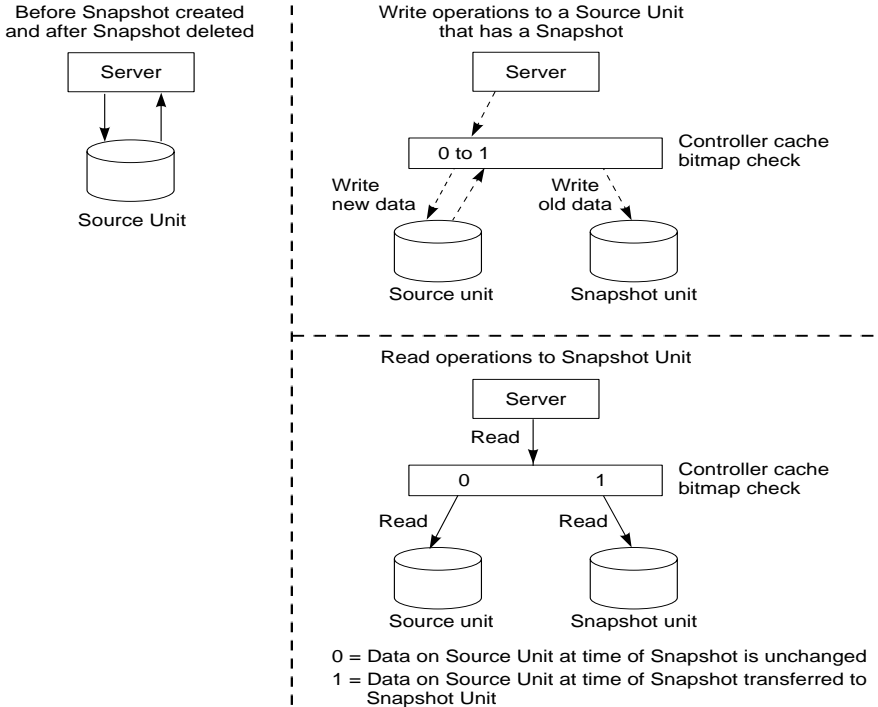 Before Snapshot created
and after Snapshot deleted
Server
Source Unit
Write operations to a Source Unit
that has a Snapshot
Server
0 to 1
Controller cache
bitmap check
Write
new data
Write
old data
Source unit
Snapshot unit
Read operations to Snapshot Unit
Server
Read
0
1
Controller cache
bitmap check
Read
Read
Source unit
Snapshot unit
0 = Data on Source Unit at time of Snapshot is unchanged
1 = Data on Source Unit at time of Snapshot transferred to
Snapshot Unit